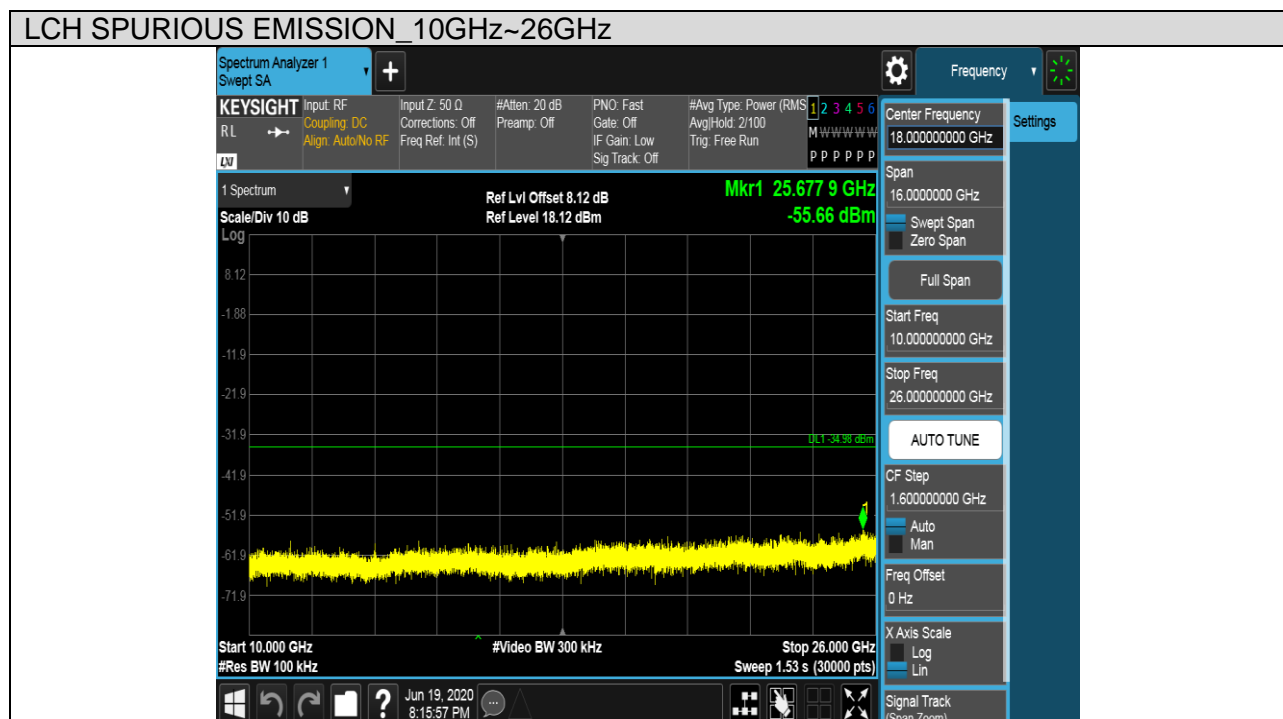 LCH SPURIOUS EMISSION_10GHz~26GHz
Spectrum Analyzer 1
Swept SA
+
Frequency
KEYSIGHT
RL
LXI
Input: RF
Coupling: DC
Align: Auto/No RF
Input Z: 50 Ω
Corrections: Off
Freq Ref: Int (S)
#Atten: 20 dB
Preamp: Off
PNO: Fast
Gate: Off
IF Gain: Low
Sig Track: Off
#Avg Type: Power (RMS
Avg|Hold: 2/100
Trig: Free Run
1 2 3 4 5 6
M W W W W W
P P P P P P
1 Spectrum
Scale/Div 10 dB
Log
Ref Lvl Offset 8.12 dB
Ref Level 18.12 dBm
Mkr1 25.677 9 GHz
-55.66 dBm
8.12
-1.88
-11.9
-21.9
-31.9
-41.9
-51.9
-61.9
-71.9
DL1 -34.98 dBm
1
Start 10.000 GHz
#Res BW 100 kHz
#Video BW 300 kHz
Stop 26.000 GHz
Sweep 1.53 s (30000 pts)
?
Jun 19, 2020
8:15:57 PM
Center Frequency
18.000000000 GHz
Settings
Span
16.0000000 GHz
Swept Span
Zero Span
Full Span
Start Freq
10.000000000 GHz
Stop Freq
26.000000000 GHz
AUTO TUNE
CF Step
1.600000000 GHz
Auto
Man
Freq Offset
0 Hz
X Axis Scale
Log
Lin
Signal Track
(Span Zoom)